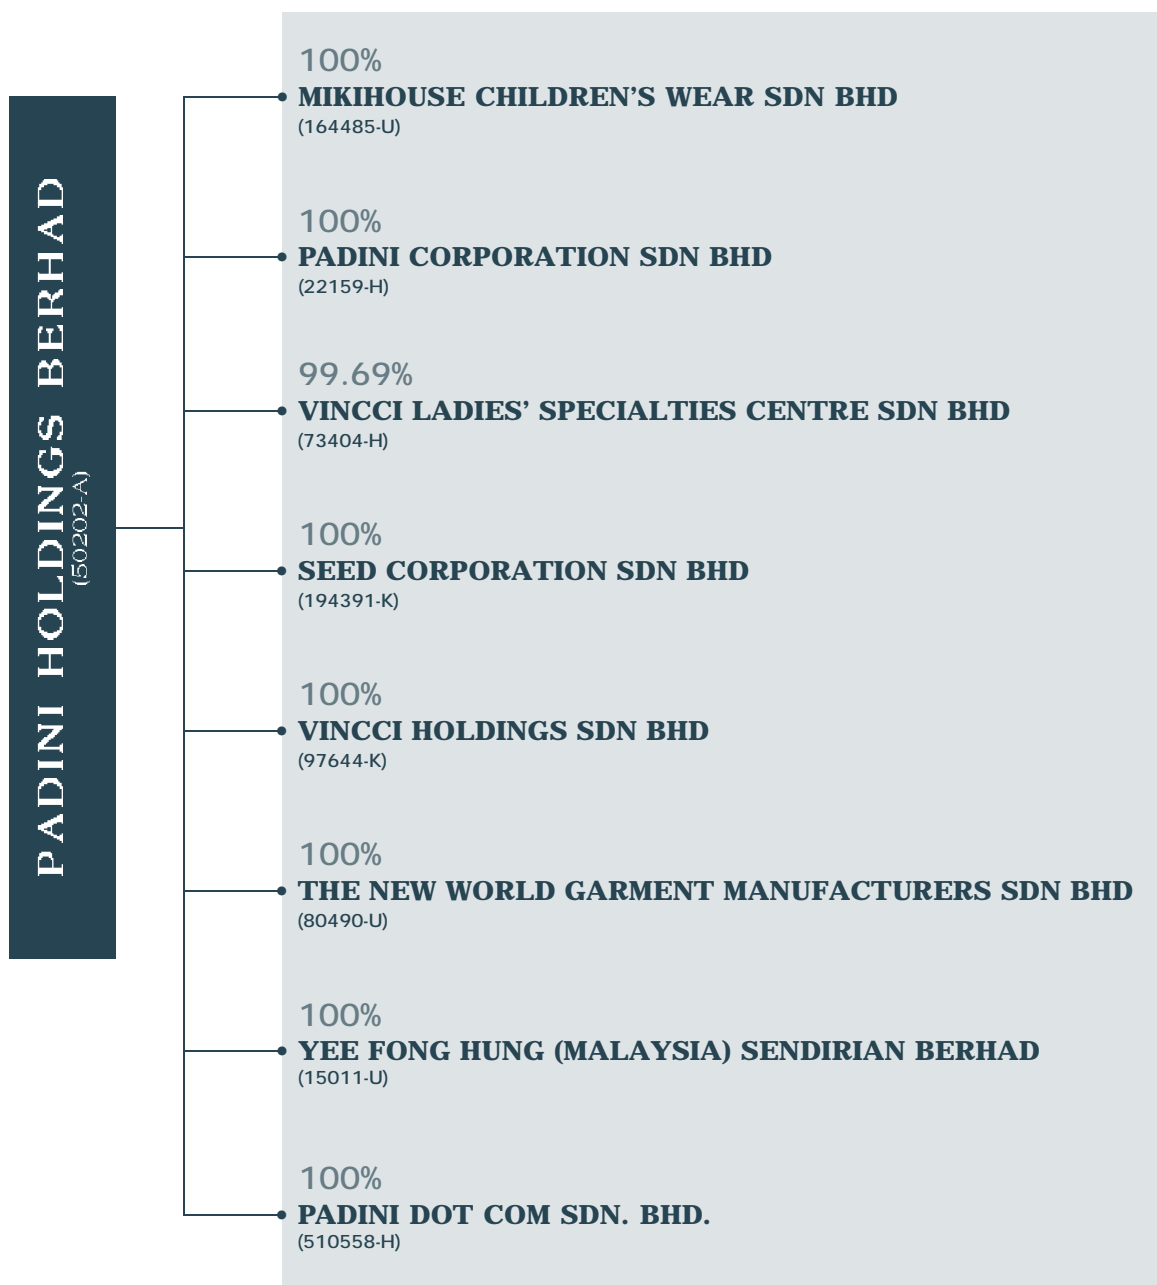 PADINI HOLDINGS BERHAD
(50202-A)
100%
MIKIHOUSE CHILDREN’S WEAR SDN BHD
(164485-U)
100%
PADINI CORPORATION SDN BHD
(22159-H)
99.69%
VINCCI LADIES’ SPECIALTIES CENTRE SDN BHD
(73404-H)
100%
SEED CORPORATION SDN BHD
(194391-K)
100%
VINCCI HOLDINGS SDN BHD
(97644-K)
100%
THE NEW WORLD GARMENT MANUFACTURERS SDN BHD
(80490-U)
100%
YEE FONG HUNG (MALAYSIA) SENDIRIAN BERHAD
(15011-U)
100%
PADINI DOT COM SDN. BHD.
(510558-H)